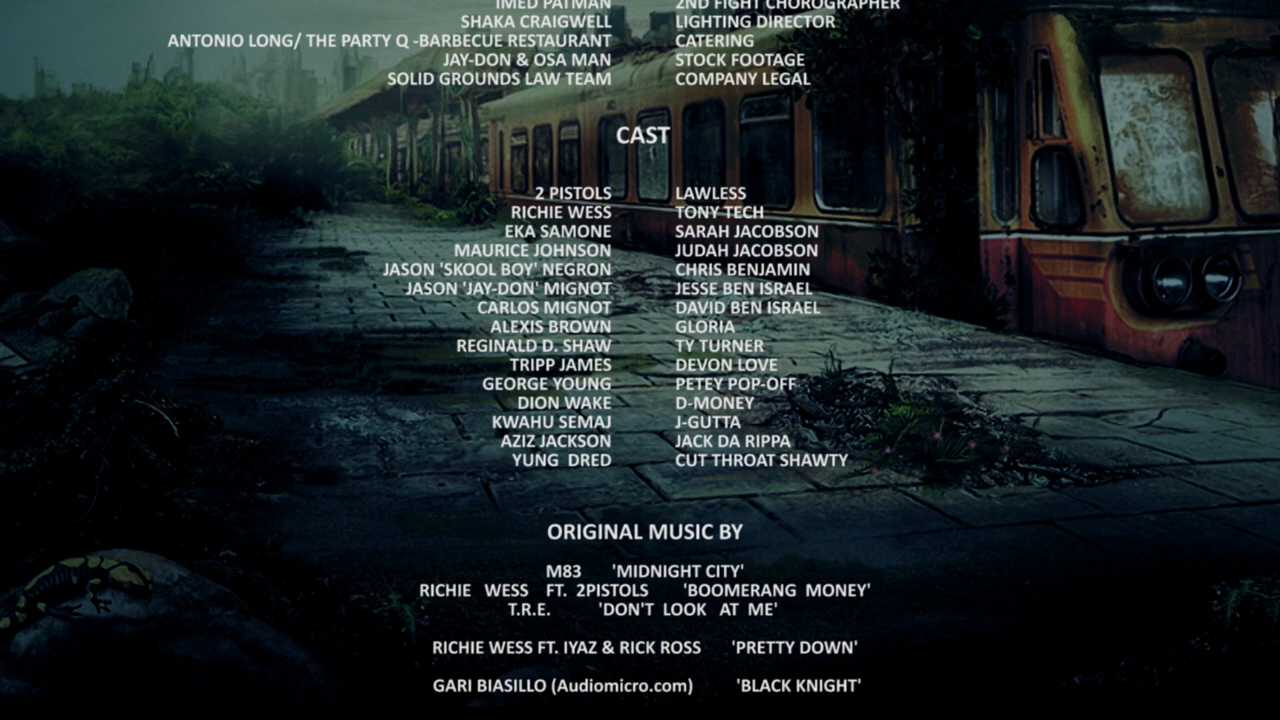 IMED PATMAN 2ND FIGHT CHOROGRAPHER
SHAKA CRAIGWELL LIGHTING DIRECTOR
ANTONIO LONG/ THE PARTY Q -BARBECUE RESTAURANT CATERING
JAY-DON & OSA MAN STOCK FOOTAGE
SOLID GROUNDS LAW TEAM COMPANY LEGAL
CAST
2 PISTOLS LAWLESS
RICHIE WESS TONY TECH
EKA SAMONE SARAH JACOBSON
MAURICE JOHNSON JUDAH JACOBSON
JASON 'SKOOL BOY' NEGRON CHRIS BENJAMIN
JASON 'JAY-DON' MIGNOT JESSE BEN ISRAEL
CARLOS MIGNOT DAVID BEN ISRAEL
ALEXIS BROWN GLORIA
REGINALD D. SHAW TY TURNER
TRIPP JAMES DEVON LOVE
GEORGE YOUNG PETEY POP-OFF
DION WAKE D-MONEY
KWAHU SEMAJ J-GUTTA
AZIZ JACKSON JACK DA RIPPA
YUNG DRED CUT THROAT SHAWTY
ORIGINAL MUSIC BY
M83 'MIDNIGHT CITY'
RICHIE WESS FT. 2PISTOLS 'BOOMERANG MONEY'
T.R.E. 'DON'T LOOK AT ME'
RICHIE WESS FT. IYAZ & RICK ROSS 'PRETTY DOWN'
GARI BIASILLO (Audiomicro.com) 'BLACK KNIGHT'